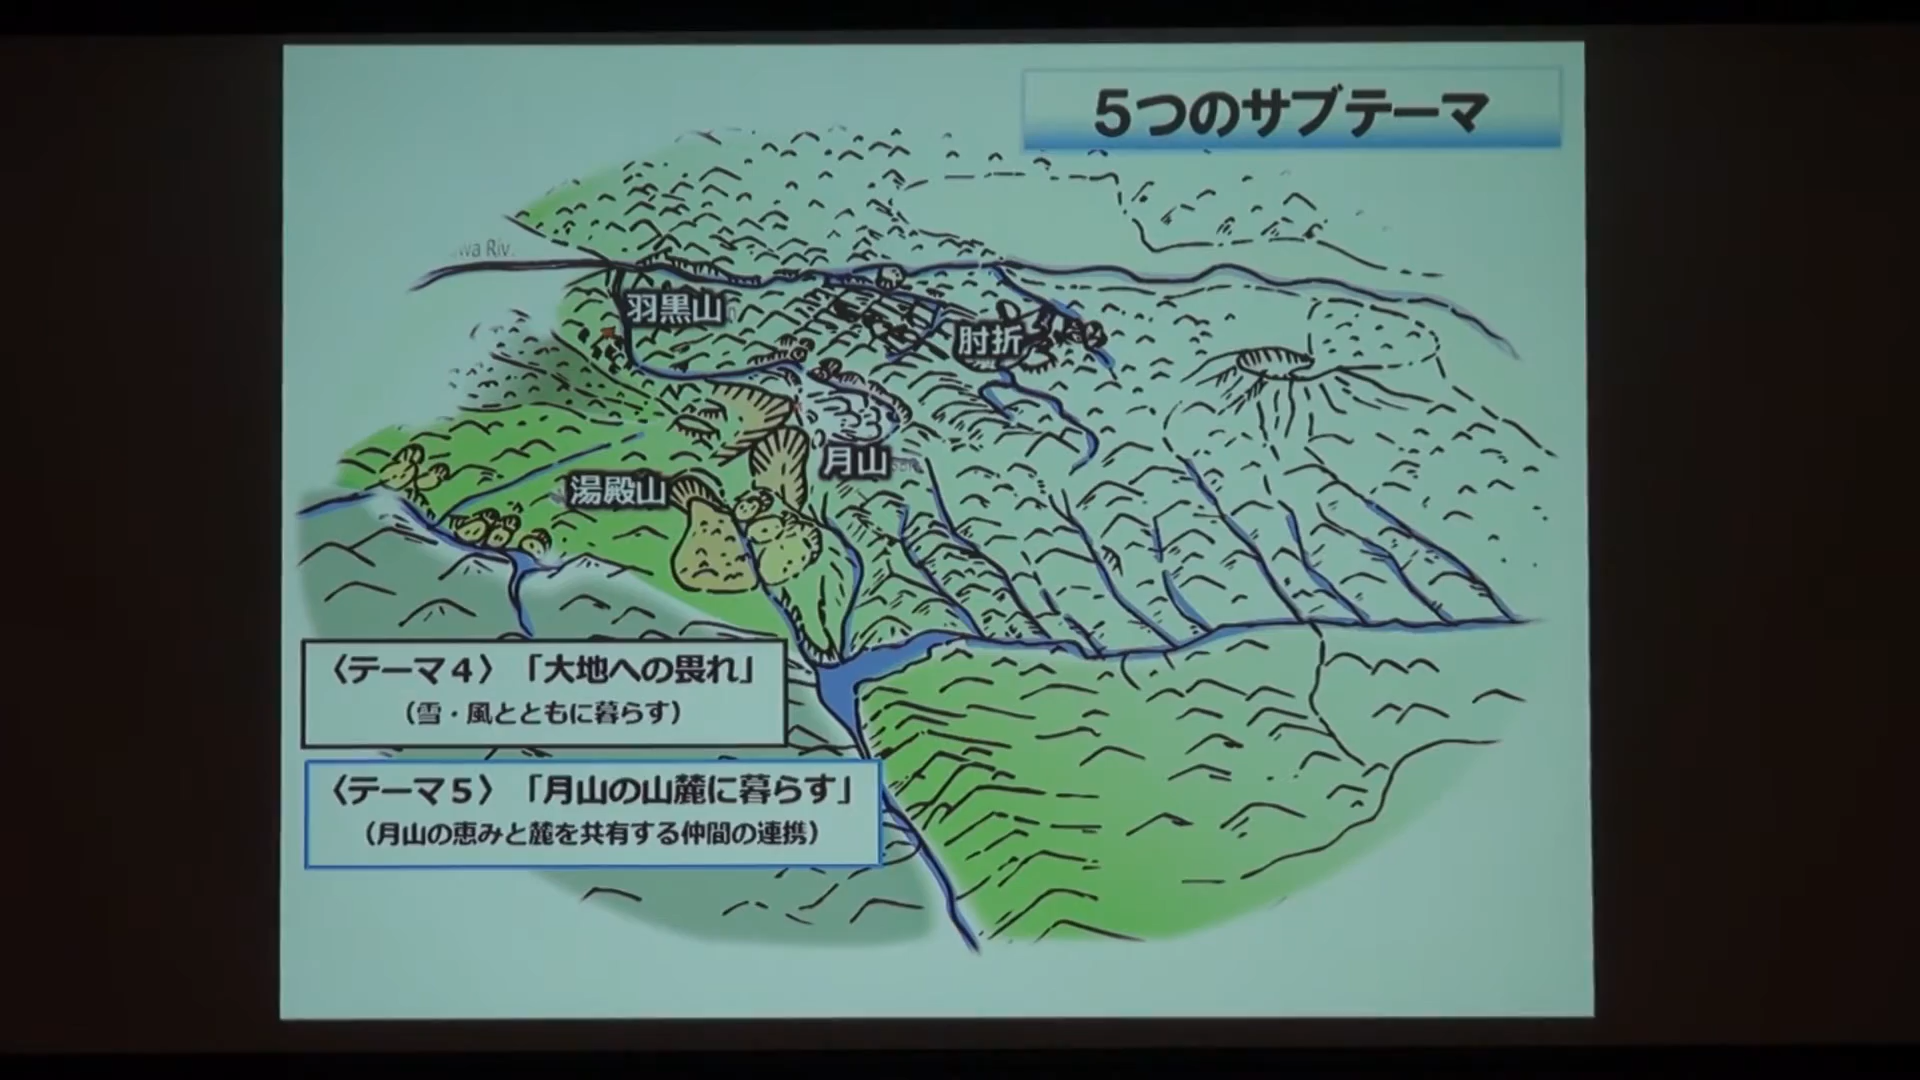 ５つのサブテーマ
wa Riv.
羽黒山
肘折
月山
湯殿山
〈テーマ４〉「大地への畏れ」
（雪・風とともに暮らす）
〈テーマ５〉「月山の山麓に暮らす」
（月山の恵みと麓を共有する仲間の連携）